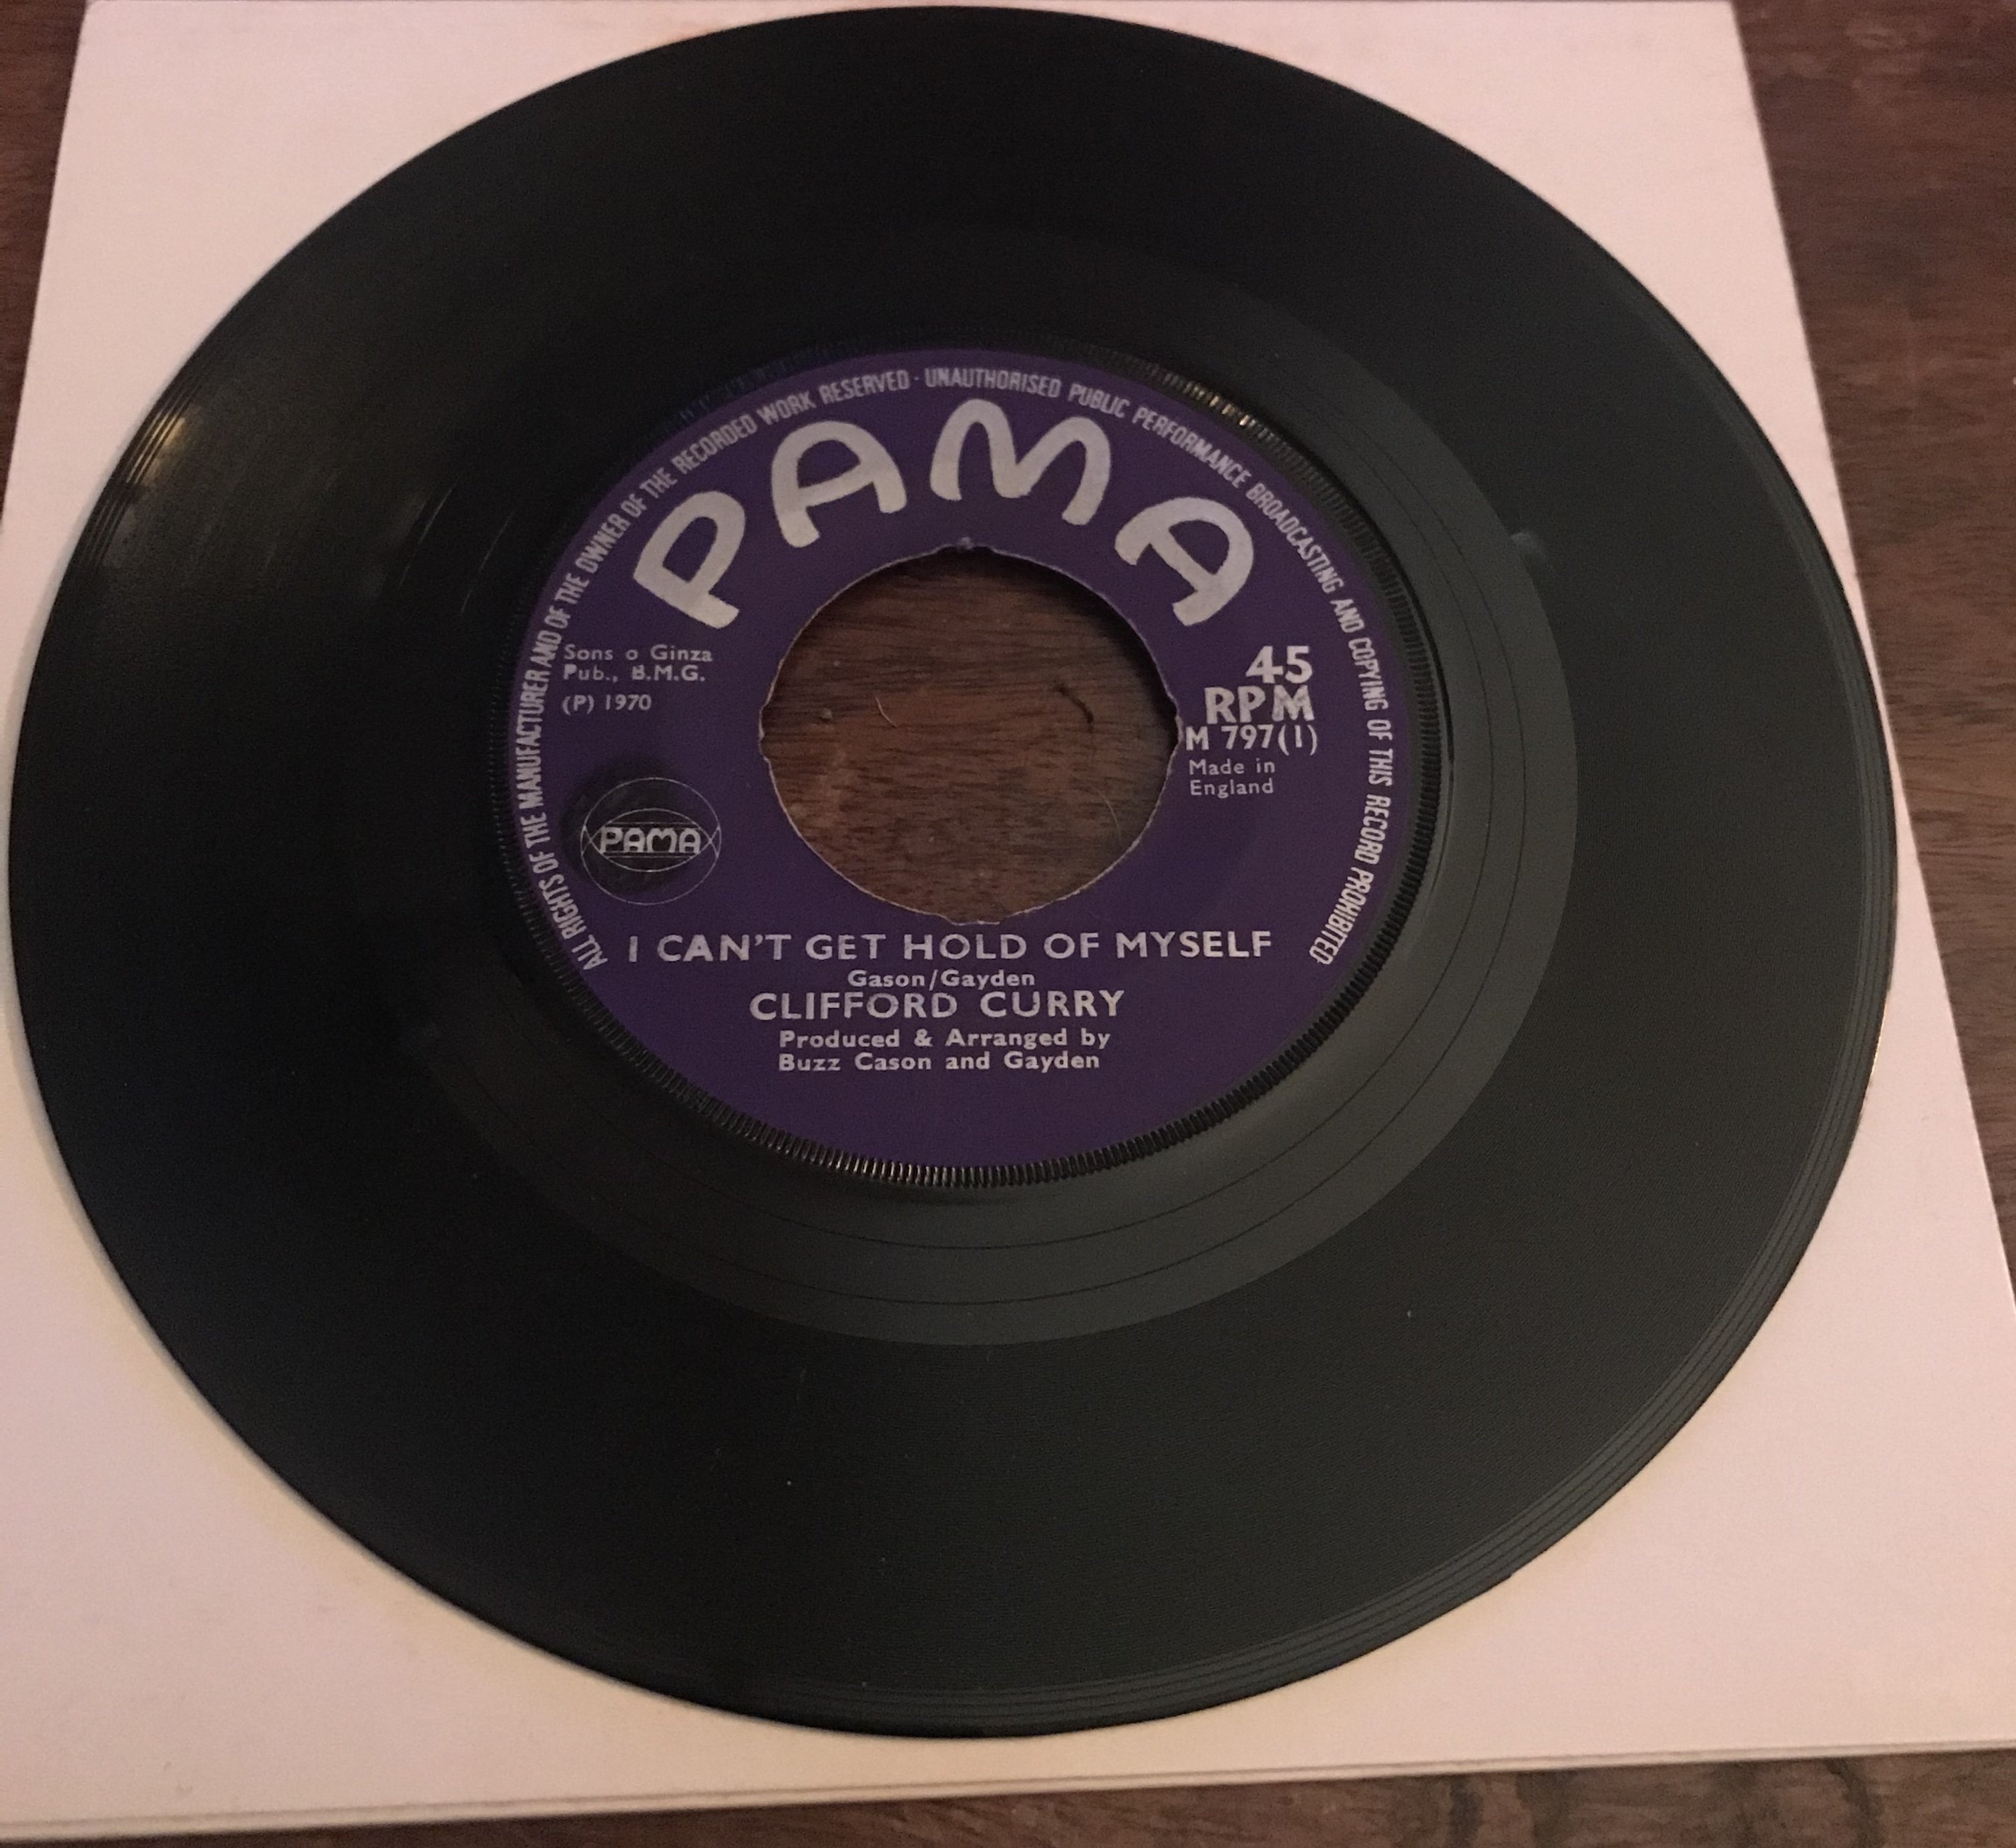 ALL RIGHTS OF THE MANUFACTURER AND OF THE OWNER OF THE RECORDED WORK RESERVED · UNAUTHORISED PUBLIC PERFORMANCE BROADCASTING AND COPYING OF THIS RECORD PROHIBITED
PAMA
Sons o Ginza
Pub., B.M.G.
(P) 1970
45
RPM
M 797(1)
Made in
England
PAMA
I CAN'T GET HOLD OF MYSELF
Gason/Gayden
CLIFFORD CURRY
Produced & Arranged by
Buzz Cason and Gayden